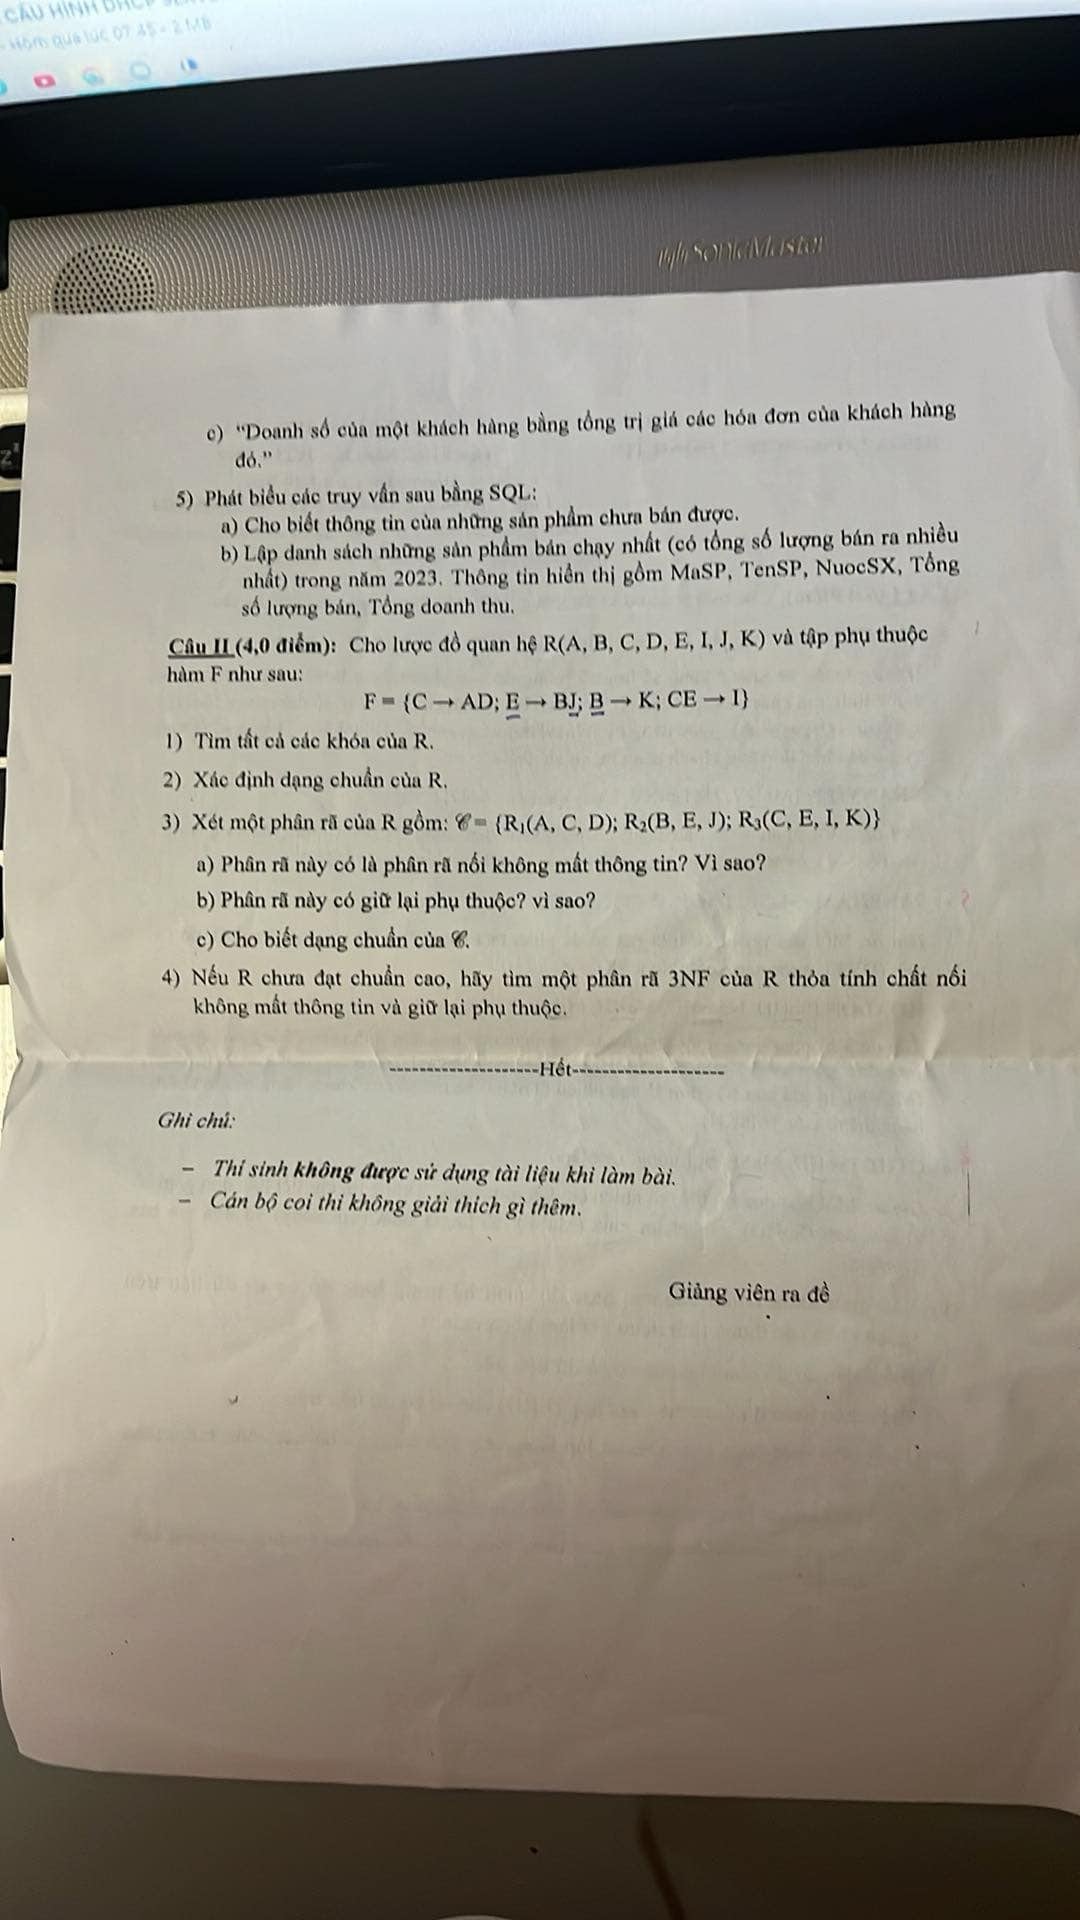 CẤU HÌNH DHCP
Hôm qua lúc 07:45 - 2 MB
SonicMaster
Z
c) “Doanh số của một khách hàng bằng tổng trị giá các hóa đơn của khách hàng
đó.”
5) Phát biểu các truy vấn sau bằng SQL:
a) Cho biết thông tin của những sản phẩm chưa bán được.
b) Lập danh sách những sản phẩm bán chạy nhất (có tổng số lượng bán ra nhiều
nhất) trong năm 2023. Thông tin hiển thị gồm MaSP, TenSP, NuocSX, Tổng
số lượng bán, Tổng doanh thu.
Câu II (4,0 điểm): Cho lược đồ quan hệ R(A, B, C, D, E, I, J, K) và tập phụ thuộc
hàm F như sau:
F = {C → AD; E → BJ; B → K; CE → I}
1) Tìm tất cả các khóa của R.
2) Xác định dạng chuẩn của R.
3) Xét một phân rã của R gồm: 𝒞 = {R₁(A, C, D); R₂(B, E, J); R₃(C, E, I, K)}
a) Phân rã này có là phân rã nối không mất thông tin? Vì sao?
b) Phân rã này có giữ lại phụ thuộc? vì sao?
c) Cho biết dạng chuẩn của 𝒞.
4) Nếu R chưa đạt chuẩn cao, hãy tìm một phân rã 3NF của R thỏa tính chất nối
không mất thông tin và giữ lại phụ thuộc.
--------------------Hết--------------------
Ghi chú:
− Thí sinh không được sử dụng tài liệu khi làm bài.
− Cán bộ coi thi không giải thích gì thêm.
Giảng viên ra đề